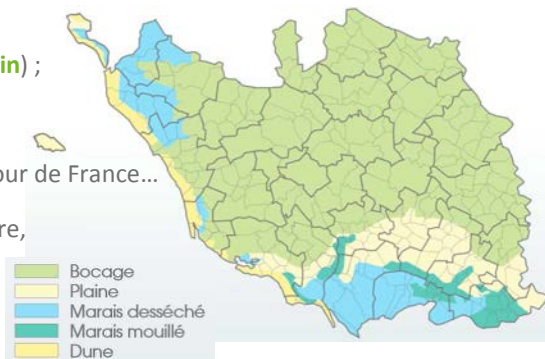 in) ;
our de France…
re,
Bocage
Plaine
Marais desséché
Marais mouillé
Dune